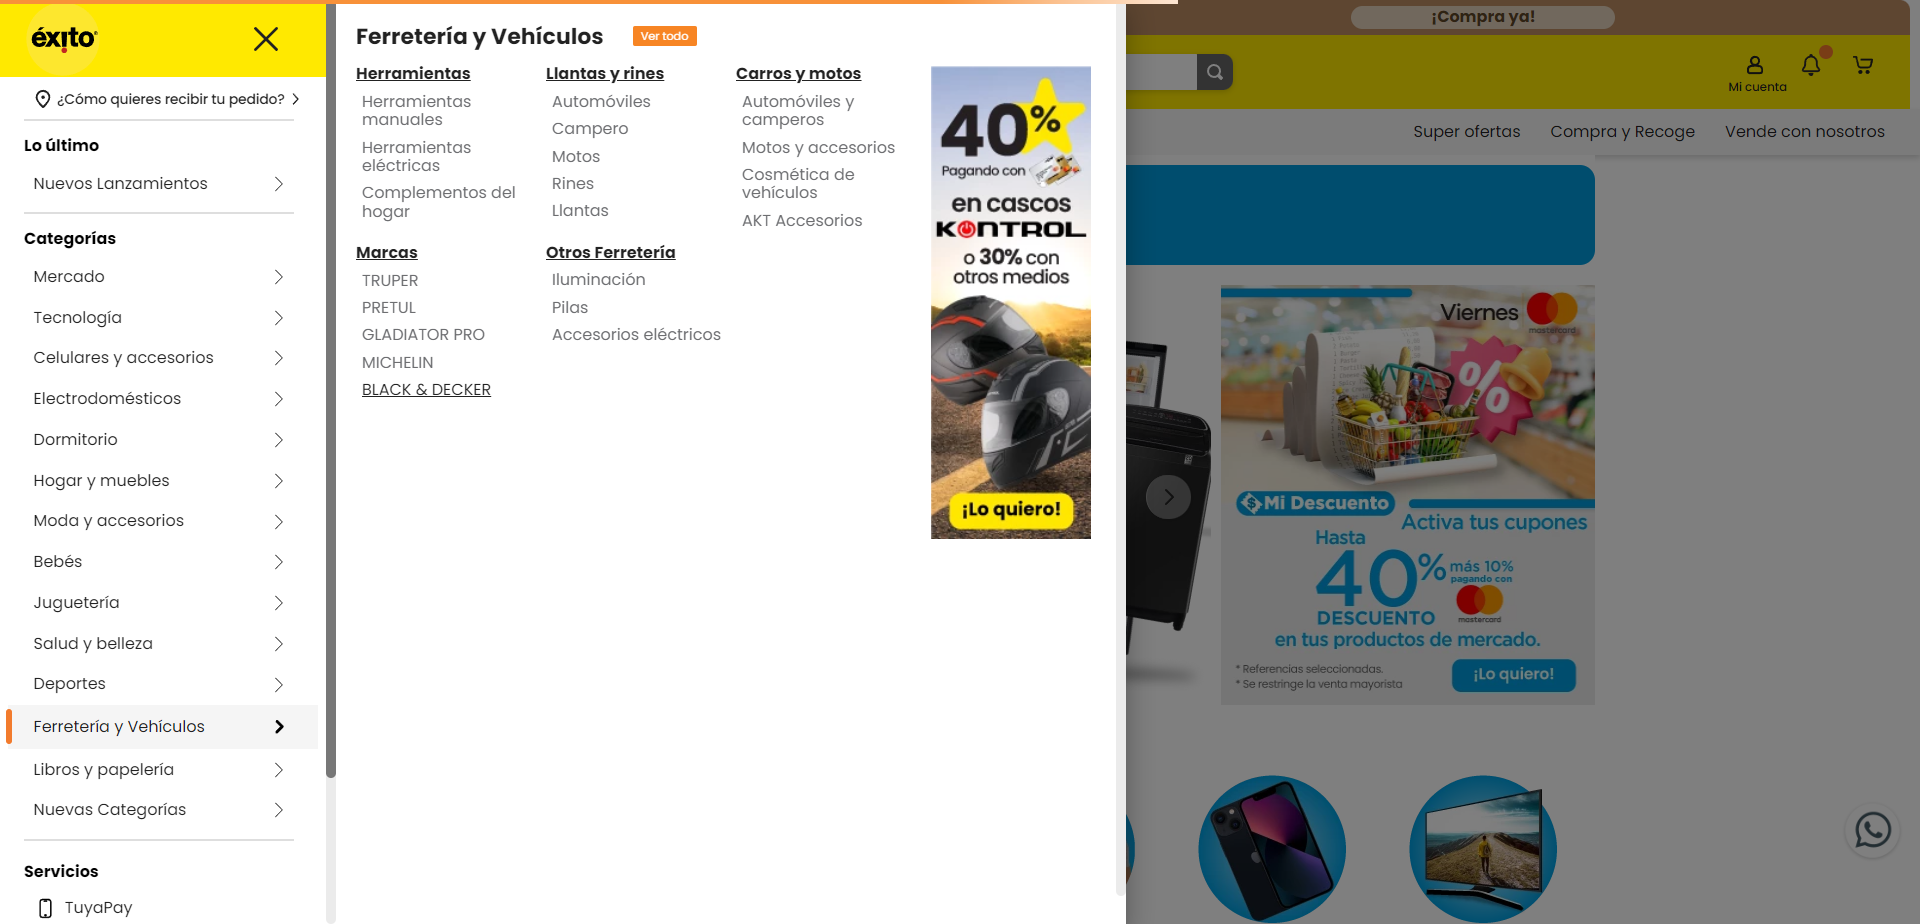 éxito
¿Cómo quieres recibir tu pedido?
Lo último
Nuevos Lanzamientos
Categorías
Mercado
Tecnología
Celulares y accesorios
Electrodomésticos
Dormitorio
Hogar y muebles
Moda y accesorios
Bebés
Juguetería
Salud y belleza
Deportes
Ferretería y Vehículos
Libros y papelería
Nuevas Categorías
Servicios
TuyaPay
Ferretería y Vehículos
Ver todo
Herramientas
Herramientas
manuales
Herramientas
eléctricas
Complementos del
hogar
Marcas
TRUPER
PRETUL
GLADIATOR PRO
MICHELIN
BLACK & DECKER
Llantas y rines
Automóviles
Campero
Motos
Rines
Llantas
Otros Ferretería
Iluminación
Pilas
Accesorios eléctricos
Carros y motos
Automóviles y
camperos
Motos y accesorios
Cosmética de
vehículos
AKT Accesorios
40%
Pagando con
en cascos
KONTROL
o 30% con
otros medios
¡Lo quiero!
¡Compra ya!
Mi cuenta
Super ofertas
Compra y Recoge
Vende con nosotros
Viernes
mastercard
%
Mi Descuento
Activa tus cupones
Hasta
40%
más 10%
pagando con
mastercard
DESCUENTO
en tus productos de mercado.
* Referencias seleccionadas.
* Se restringe la venta mayorista
¡Lo quiero!